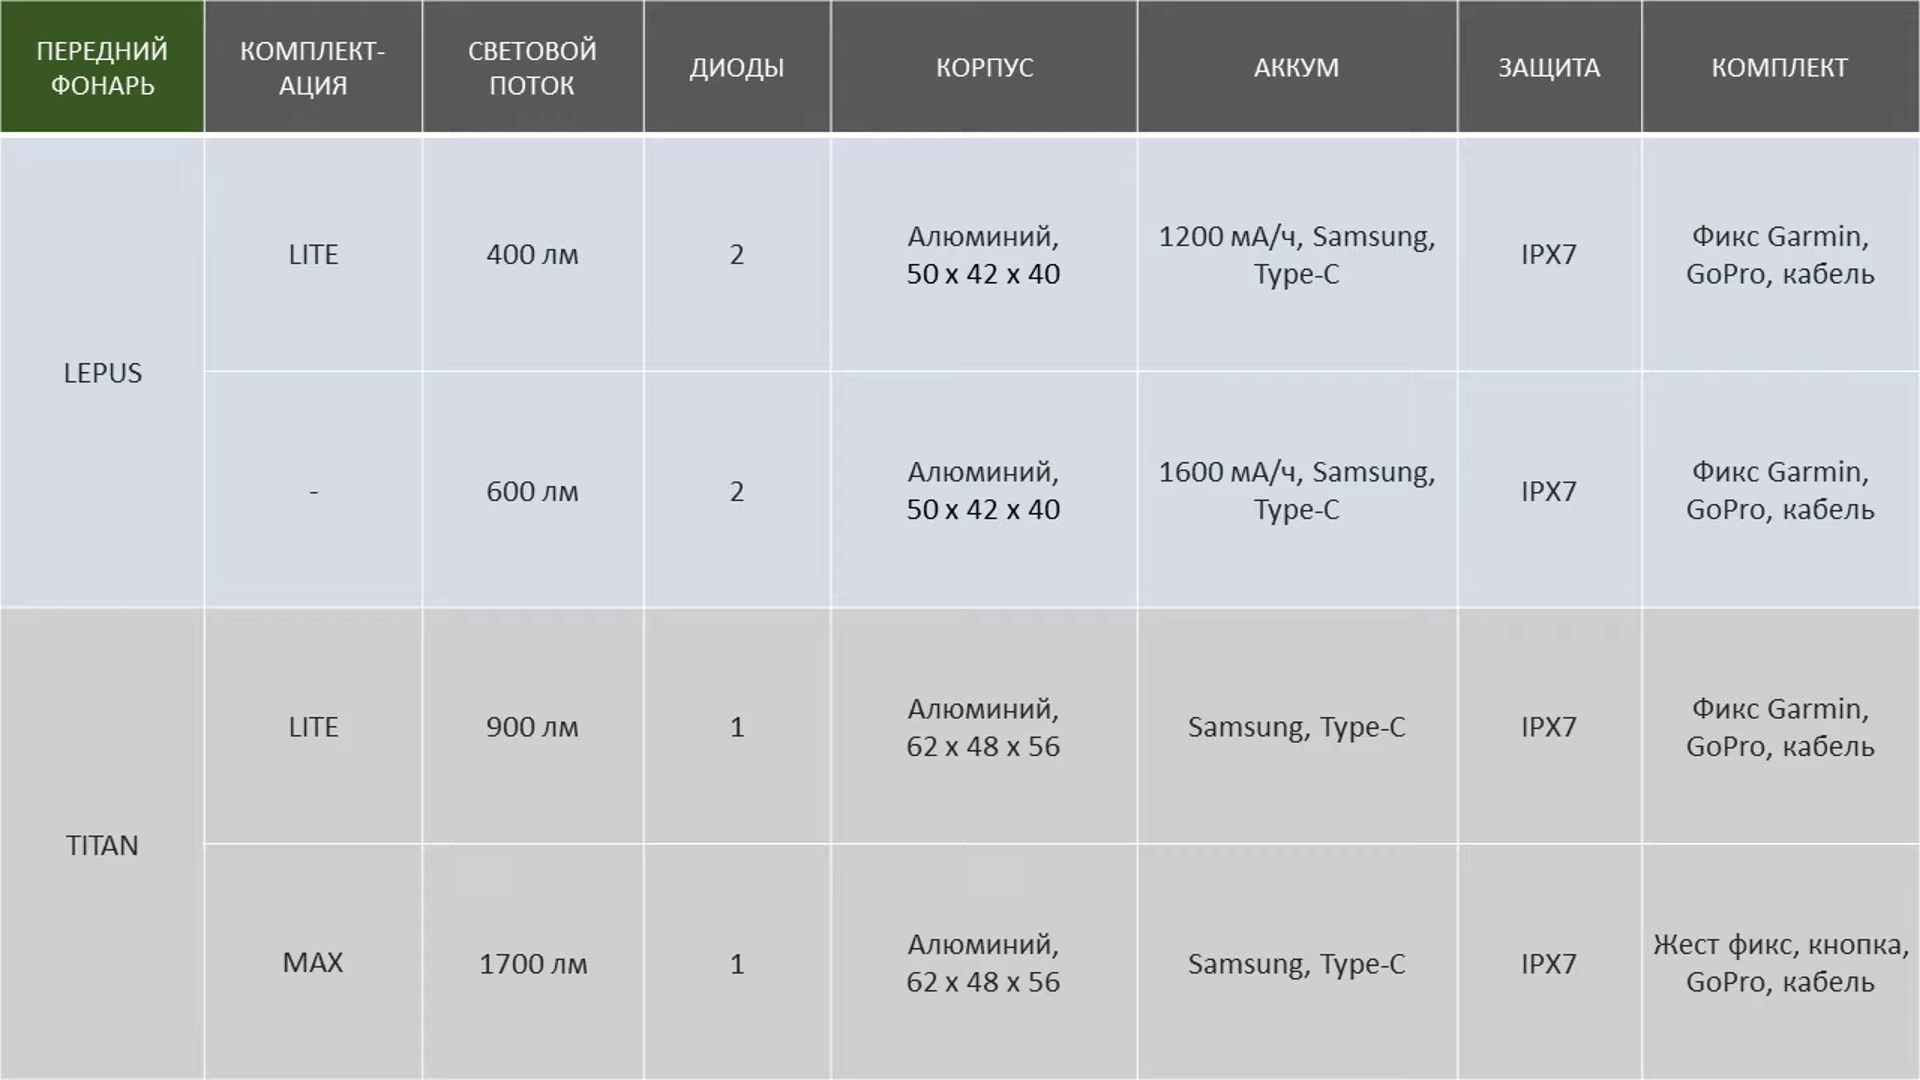 ПЕРЕДНИЙ
ФОНАРЬ
КОМПЛЕКТ-
АЦИЯ
СВЕТОВОЙ
ПОТОК
ДИОДЫ
КОРПУС
АККУМ
ЗАЩИТА
КОМПЛЕКТ
LEPUS
LITE
400 лм
2
Алюминий,
50 x 42 x 40
1200 мА/ч, Samsung,
Type-C
IPX7
Фикс Garmin,
GoPro, кабель
-
600 лм
2
Алюминий,
50 x 42 x 40
1600 мА/ч, Samsung,
Type-C
IPX7
Фикс Garmin,
GoPro, кабель
TITAN
LITE
900 лм
1
Алюминий,
62 x 48 x 56
Samsung, Type-C
IPX7
Фикс Garmin,
GoPro, кабель
MAX
1700 лм
1
Алюминий,
62 x 48 x 56
Samsung, Type-C
IPX7
Жест фикс, кнопка,
GoPro, кабель